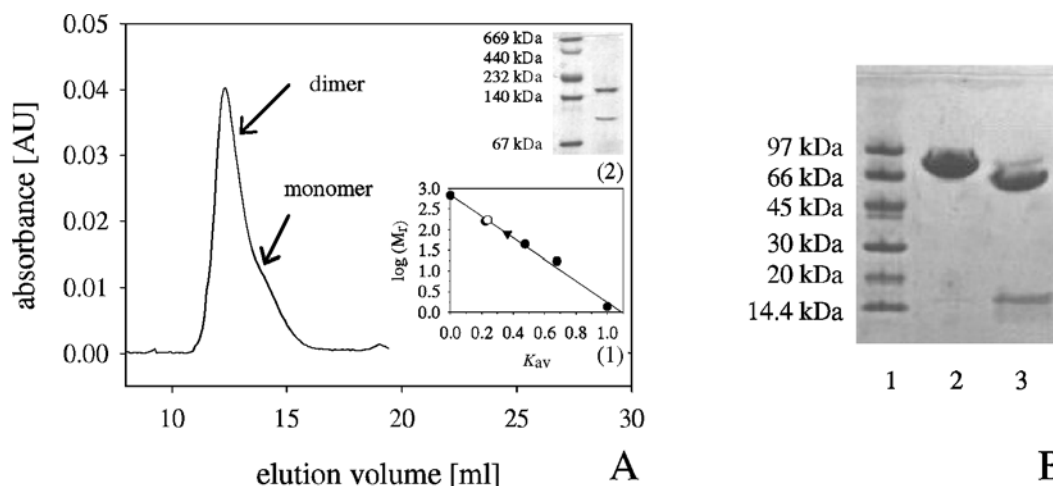 0.05
0.04
0.03
0.02
0.01
0.00
absorbance [AU]
10
15
20
25
30
elution volume [ml]
A
dimer
monomer
669 kDa
440 kDa
232 kDa
140 kDa
67 kDa
(2)
3.0
2.5
2.0
1.5
1.0
0.5
0.0
log (Mr)
0.0 0.2 0.4 0.6 0.8 1.0
Kav
(1)
97 kDa
66 kDa
45 kDa
30 kDa
20 kDa
14.4 kDa
1 2 3
B